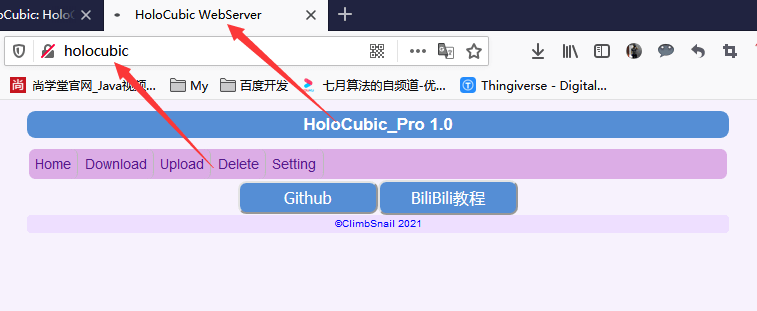 oCubic: Holo
HoloCubic WebServer
holocubic
尚学堂官网_Java视频...
My
百度开发
七月算法的自频道-优...
Thingiverse - Digital...
HoloCubic_Pro 1.0
Home Download Upload Delete Setting
Github
BiliBili教程
©ClimbSnail 2021